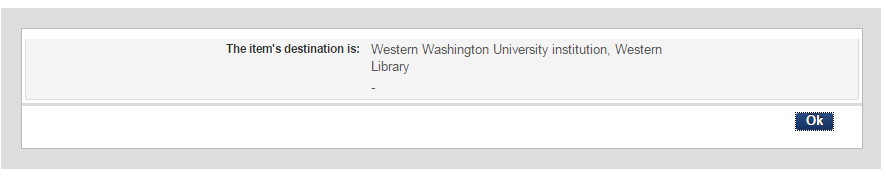 The item's destination is: Western Washington University institution, Western
Library
-
Ok